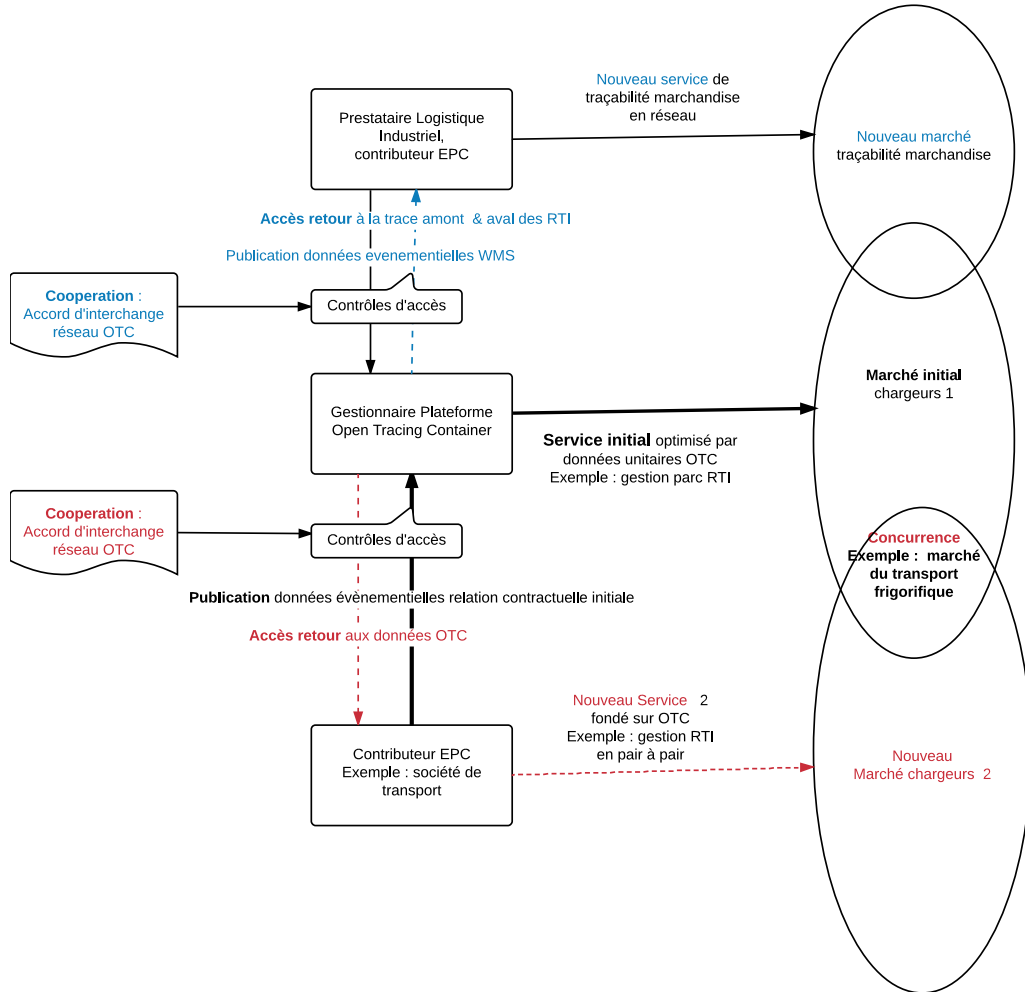 Nouveau service de
traçabilité marchandise
en réseau
Prestataire Logistique
Industriel,
contributeur EPC
Nouveau marché
traçabilité marchandise
Accès retour à la trace amont & aval des RTI
Publication données evenementielles WMS
Cooperation :
Accord d'interchange
réseau OTC
Contrôles d'accès
Marché initial
chargeurs 1
Gestionnaire Plateforme
Open Tracing Container
Service initial optimisé par
données unitaires OTC
Exemple : gestion parc RTI
Cooperation :
Accord d'interchange
réseau OTC
Contrôles d'accès
Concurrence
Exemple : marché
du transport
frigorifique
Publication données évènementielles relation contractuelle initiale
Accès retour aux données OTC
Nouveau Service 2
fondé sur OTC
Exemple : gestion RTI
en pair à pair
Contributeur EPC
Exemple : société de
transport
Nouveau
Marché chargeurs 2